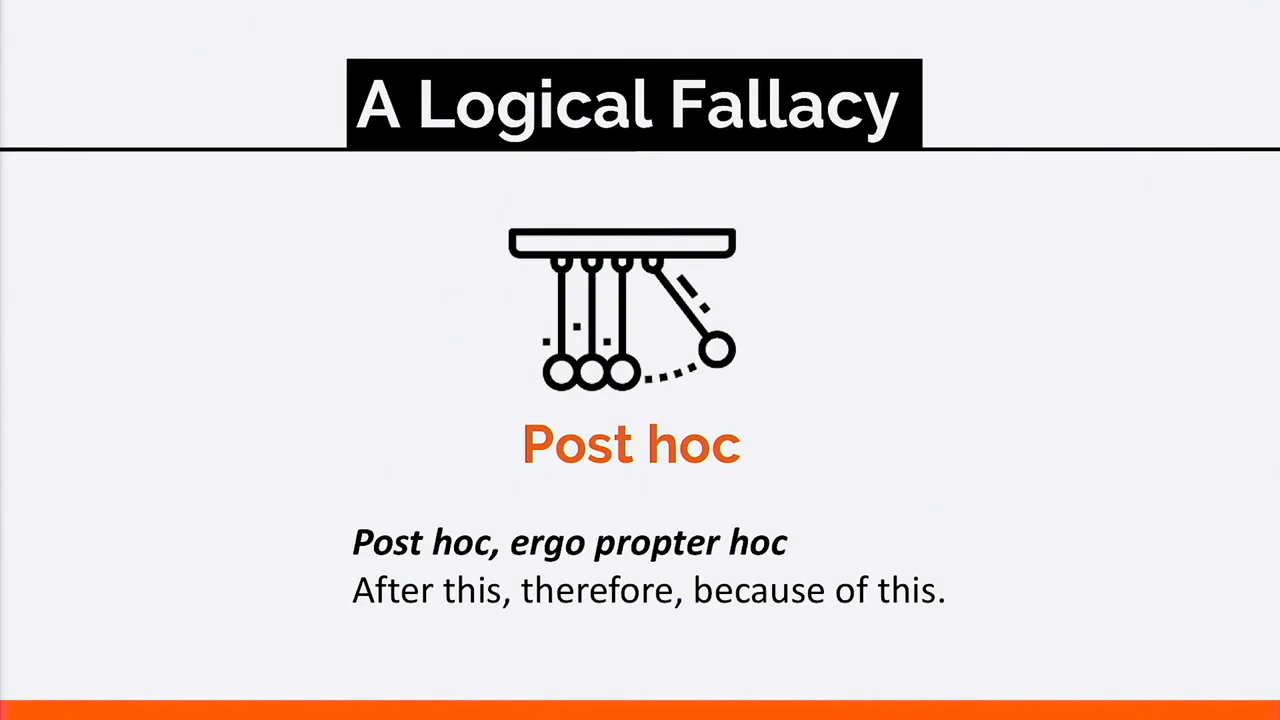 A Logical Fallacy
Post hoc
Post hoc, ergo propter hoc
After this, therefore, because of this.